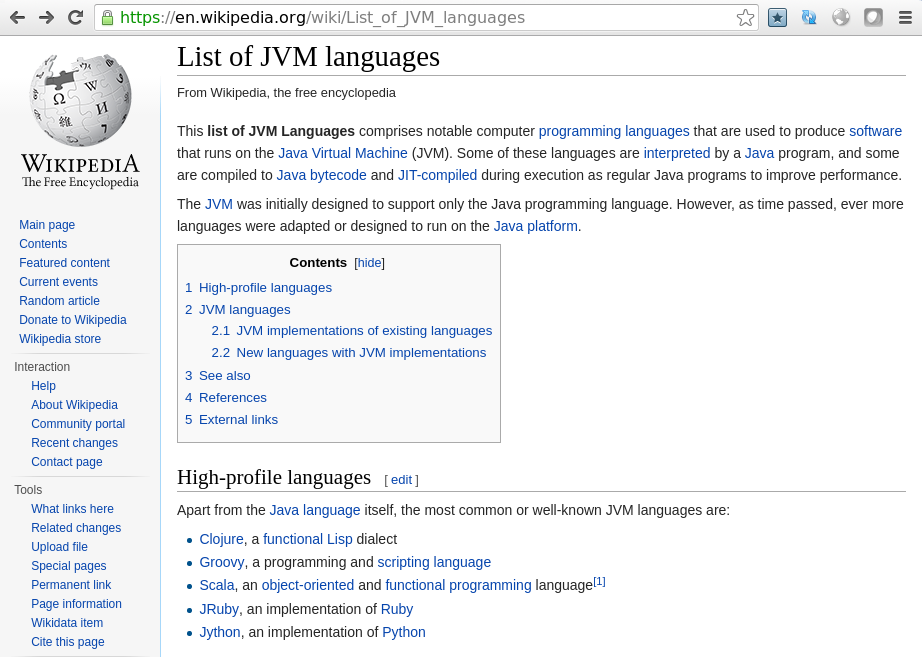 https://en.wikipedia.org/wiki/List_of_JVM_languages
WIKIPEDIA
The Free Encyclopedia
Main page
Contents
Featured content
Current events
Random article
Donate to Wikipedia
Wikipedia store
Interaction
Help
About Wikipedia
Community portal
Recent changes
Contact page
Tools
What links here
Related changes
Upload file
Special pages
Permanent link
Page information
Wikidata item
Cite this page
List of JVM languages
From Wikipedia, the free encyclopedia
This list of JVM Languages comprises notable computer programming languages that are used to produce software
that runs on the Java Virtual Machine (JVM). Some of these languages are interpreted by a Java program, and some
are compiled to Java bytecode and JIT-compiled during execution as regular Java programs to improve performance.
The JVM was initially designed to support only the Java programming language. However, as time passed, ever more
languages were adapted or designed to run on the Java platform.
Contents [hide]
1 High-profile languages
2 JVM languages
2.1 JVM implementations of existing languages
2.2 New languages with JVM implementations
3 See also
4 References
5 External links
High-profile languages [ edit ]
Apart from the Java language itself, the most common or well-known JVM languages are:
• Clojure, a functional Lisp dialect
• Groovy, a programming and scripting language
• Scala, an object-oriented and functional programming language[1]
• JRuby, an implementation of Ruby
• Jython, an implementation of Python